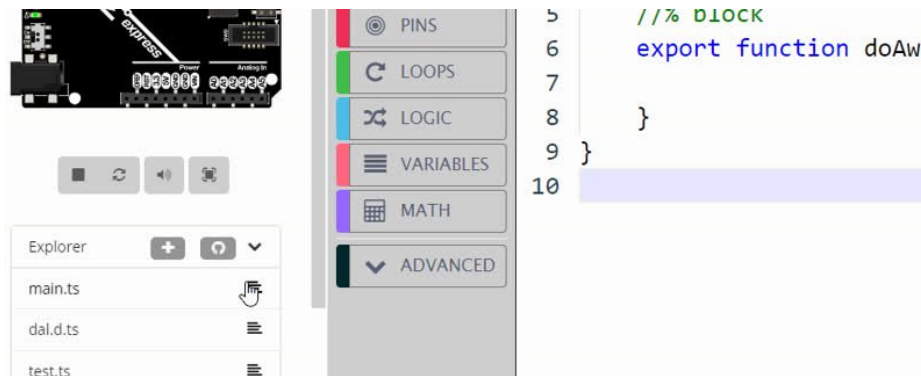 express
Power
Analog In
Explorer
main.ts
dal.d.ts
test.ts
PINS
LOOPS
LOGIC
VARIABLES
MATH
ADVANCED
5 //% block
6 export function doAw
7
8 }
9 }
10